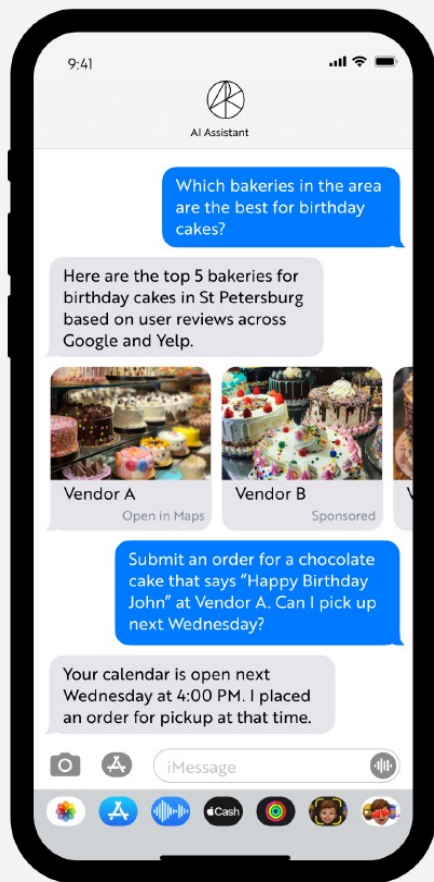 9:41
AI Assistant
Which bakeries in the area
are the best for birthday
cakes?
Here are the top 5 bakeries for
birthday cakes in St Petersburg
based on user reviews across
Google and Yelp.
Vendor A
Open in Maps
Vendor B
Sponsored
Submit an order for a chocolate
cake that says “Happy Birthday
John” at Vendor A. Can I pick up
next Wednesday?
Your calendar is open next
Wednesday at 4:00 PM. I placed
an order for pickup at that time.
iMessage
Cash